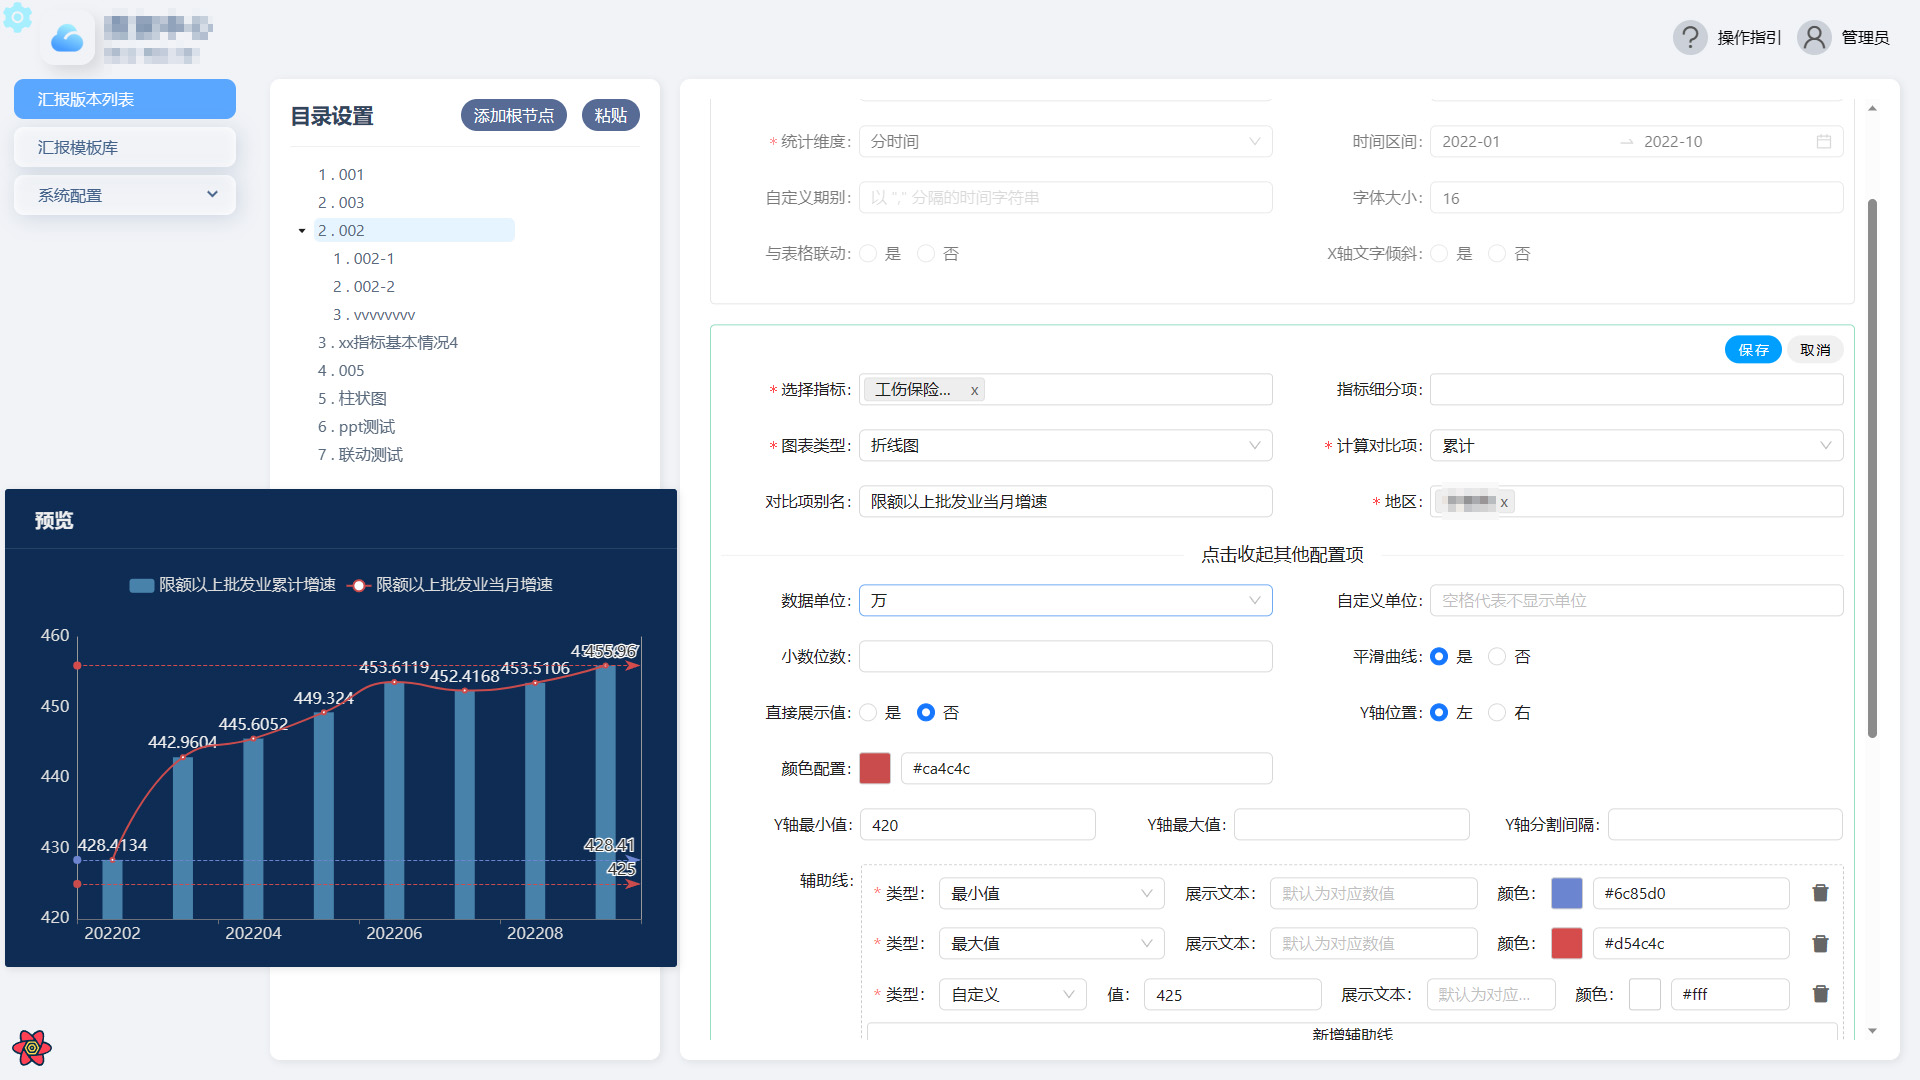 操作指引 管理员
汇报版本列表
汇报模板库
系统配置
目录设置 添加根节点 粘贴
1 . 001
2 . 003
2 . 002
1 . 002-1
2 . 002-2
3 . vvvvvvvv
3 . xx指标基本情况4
4 . 005
5 . 柱状图
6 . ppt测试
7 . 联动测试
预览
限额以上批发业累计增速 限额以上批发业当月增速
460
450
440
430
420
428.4134
442.9604
445.6052
449.324
453.6119
452.4168
453.5106
455.96
428.41
425
202202 202204 202206 202208
* 统计维度： 分时间 时间区间： 2022-01 2022-10
自定义期别： 以 "," 分隔的时间字符串 字体大小： 16
与表格联动： 是 否 X轴文字倾斜： 是 否
保存 取消
* 选择指标： 工伤保险... x 指标细分项：
* 图表类型： 折线图 * 计算对比项： 累计
对比项别名： 限额以上批发业当月增速 * 地区： x
点击收起其他配置项
数据单位： 万 自定义单位： 空格代表不显示单位
小数位数： 平滑曲线： 是 否
直接展示值： 是 否 Y轴位置： 左 右
颜色配置： #ca4c4c
Y轴最小值： 420 Y轴最大值： Y轴分割间隔：
辅助线：
* 类型： 最小值 展示文本： 默认为对应数值 颜色： #6c85d0
* 类型： 最大值 展示文本： 默认为对应数值 颜色： #d54c4c
* 类型： 自定义 值： 425 展示文本： 默认为对应... 颜色： #fff
新增辅助线